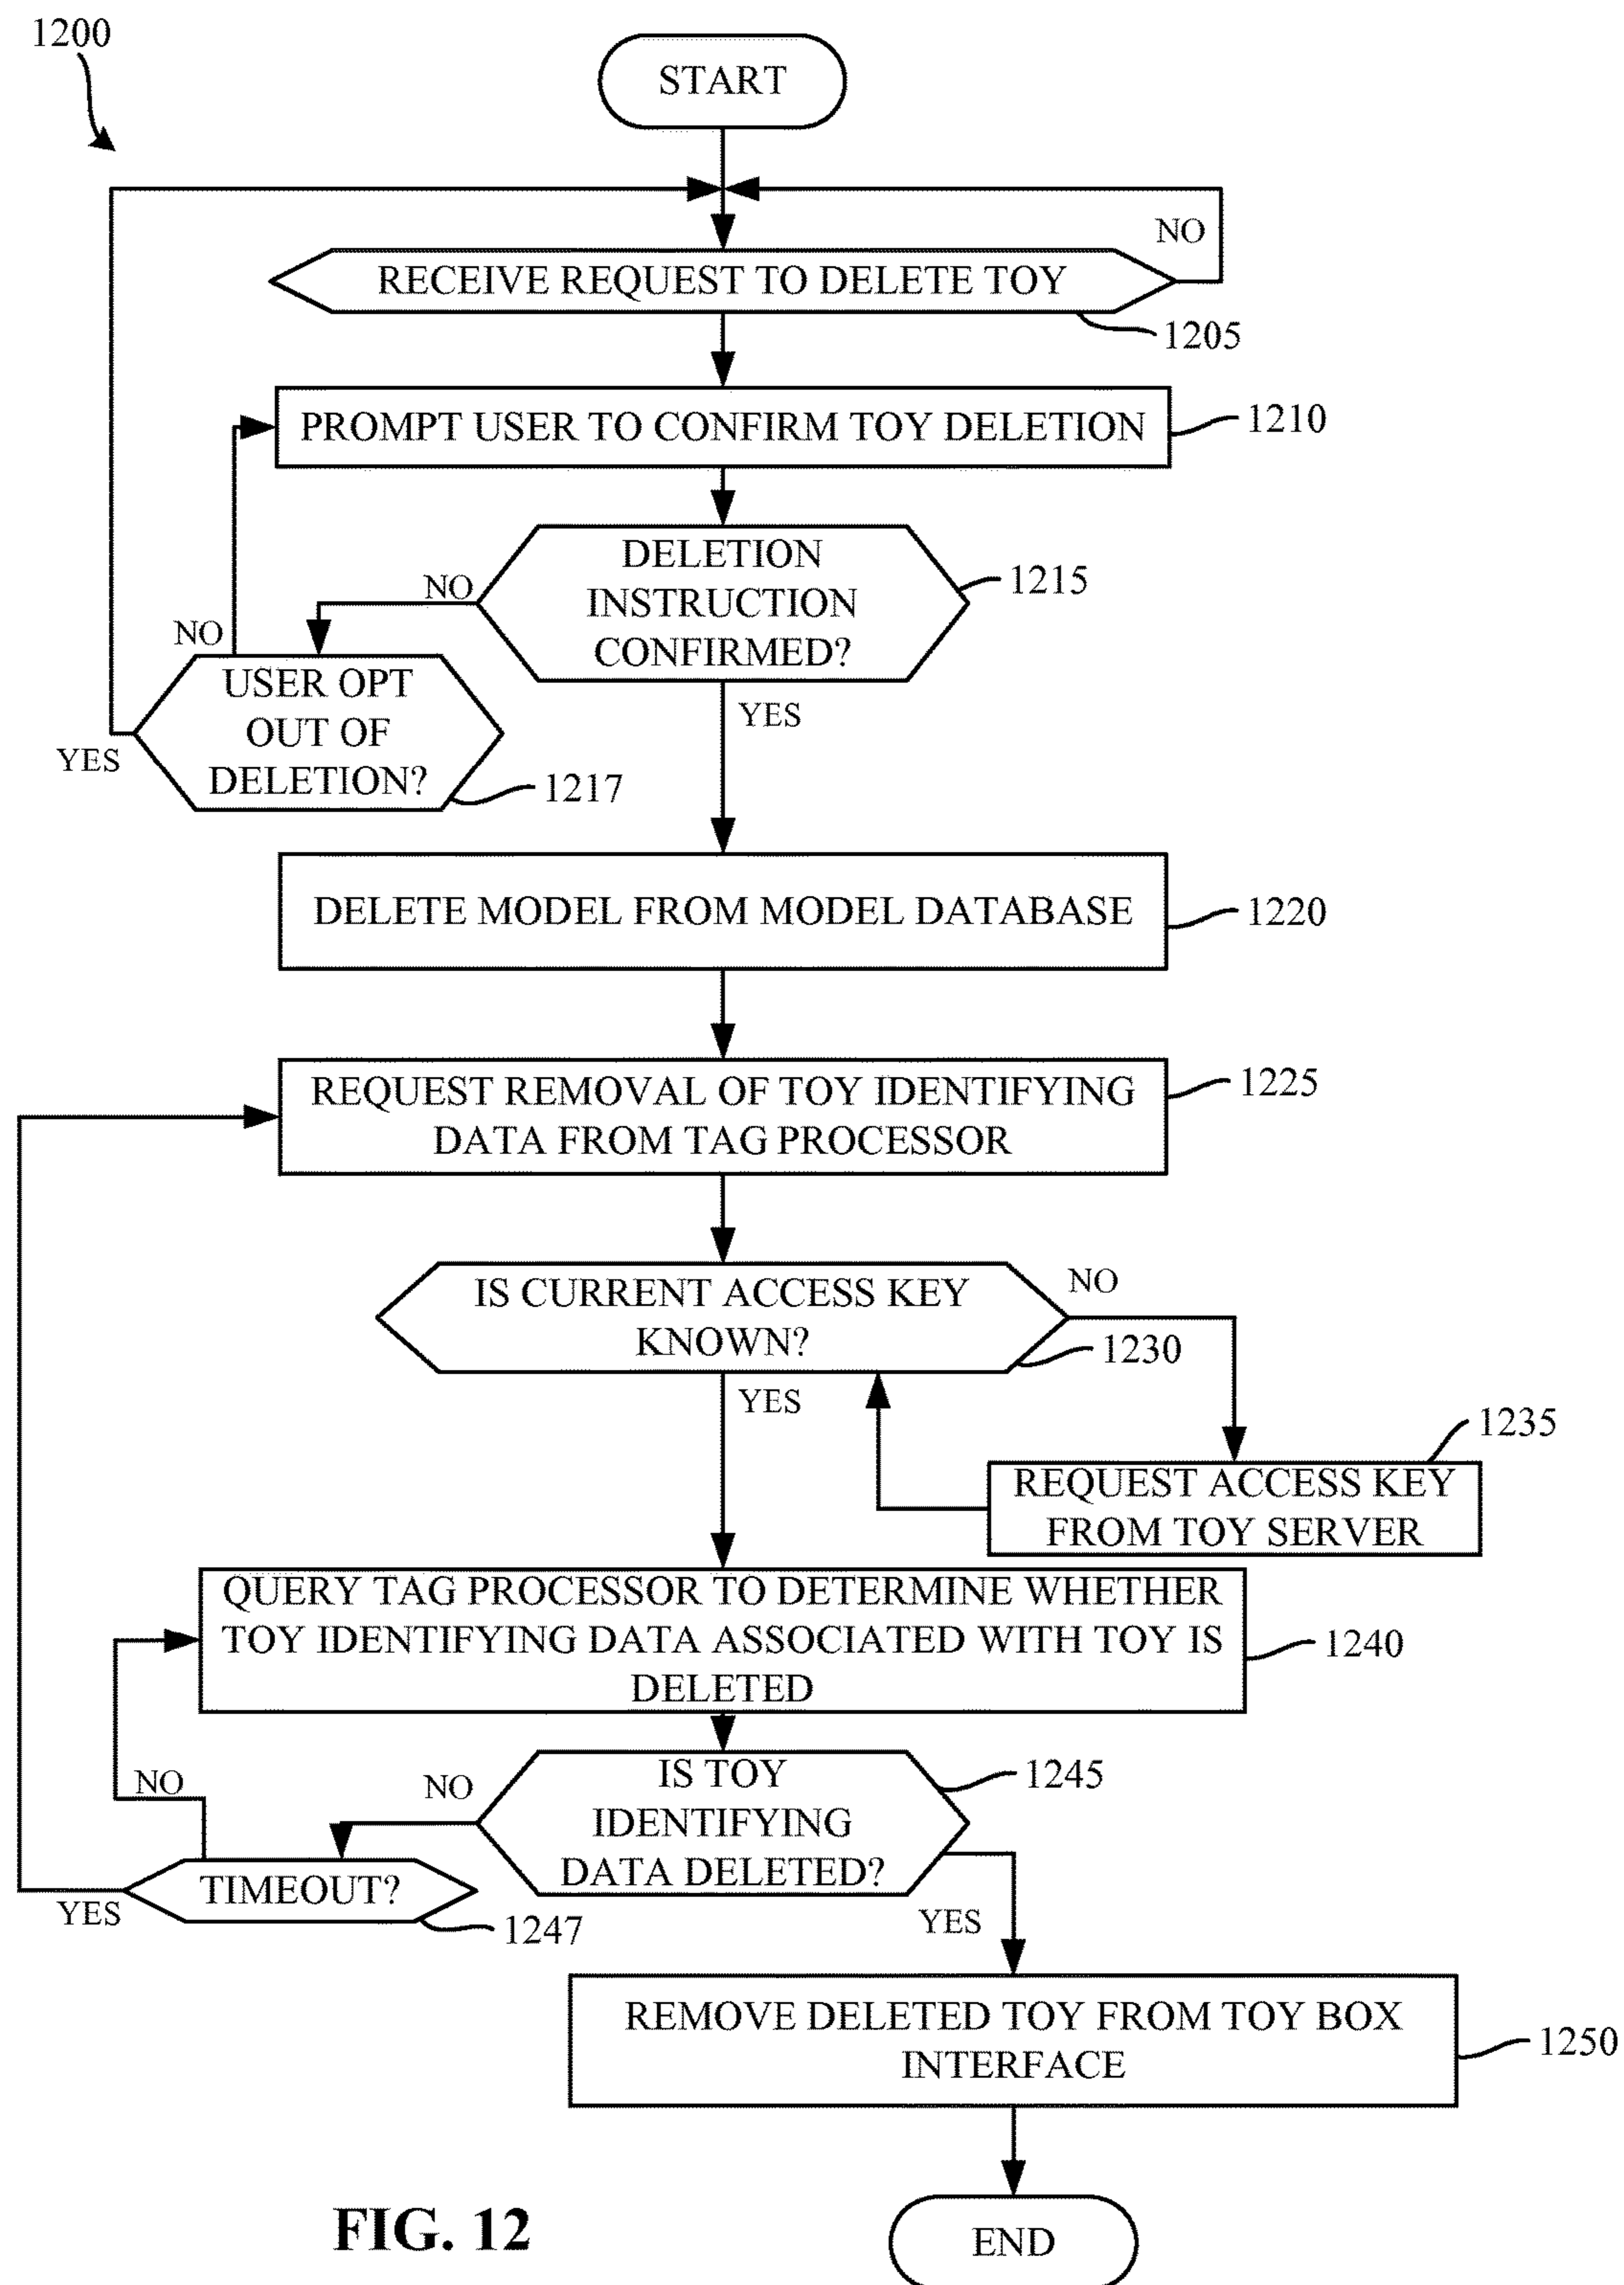 1200
START
NO
RECEIVE REQUEST TO DELETE TOY
1205
PROMPT USER TO CONFIRM TOY DELETION
1210
DELETION
INSTRUCTION
CONFIRMED?
1215
NO
NO
YES
USER OPT
OUT OF
DELETION?
YES
1217
DELETE MODEL FROM MODEL DATABASE
1220
REQUEST REMOVAL OF TOY IDENTIFYING
DATA FROM TAG PROCESSOR
1225
IS CURRENT ACCESS KEY
KNOWN?
NO
1230
YES
1235
REQUEST ACCESS KEY
FROM TOY SERVER
QUERY TAG PROCESSOR TO DETERMINE WHETHER
TOY IDENTIFYING DATA ASSOCIATED WITH TOY IS
DELETED
1240
IS TOY
IDENTIFYING
DATA DELETED?
1245
NO
NO
TIMEOUT?
YES
1247
YES
REMOVE DELETED TOY FROM TOY BOX
INTERFACE
1250
END
FIG. 12